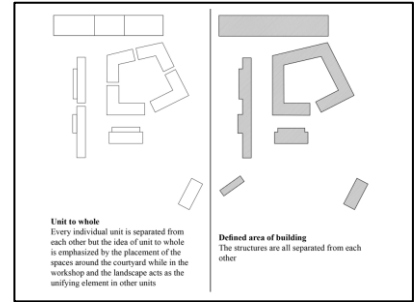 Unit to whole
Every individual unit is separated from
each other but the idea of unit to whole
is emphasized by the placement of the
spaces around the courtyard while in the
workshop and the landscape acts as the
unifying element in other units
Defined area of building
The structures are all separated from each
other